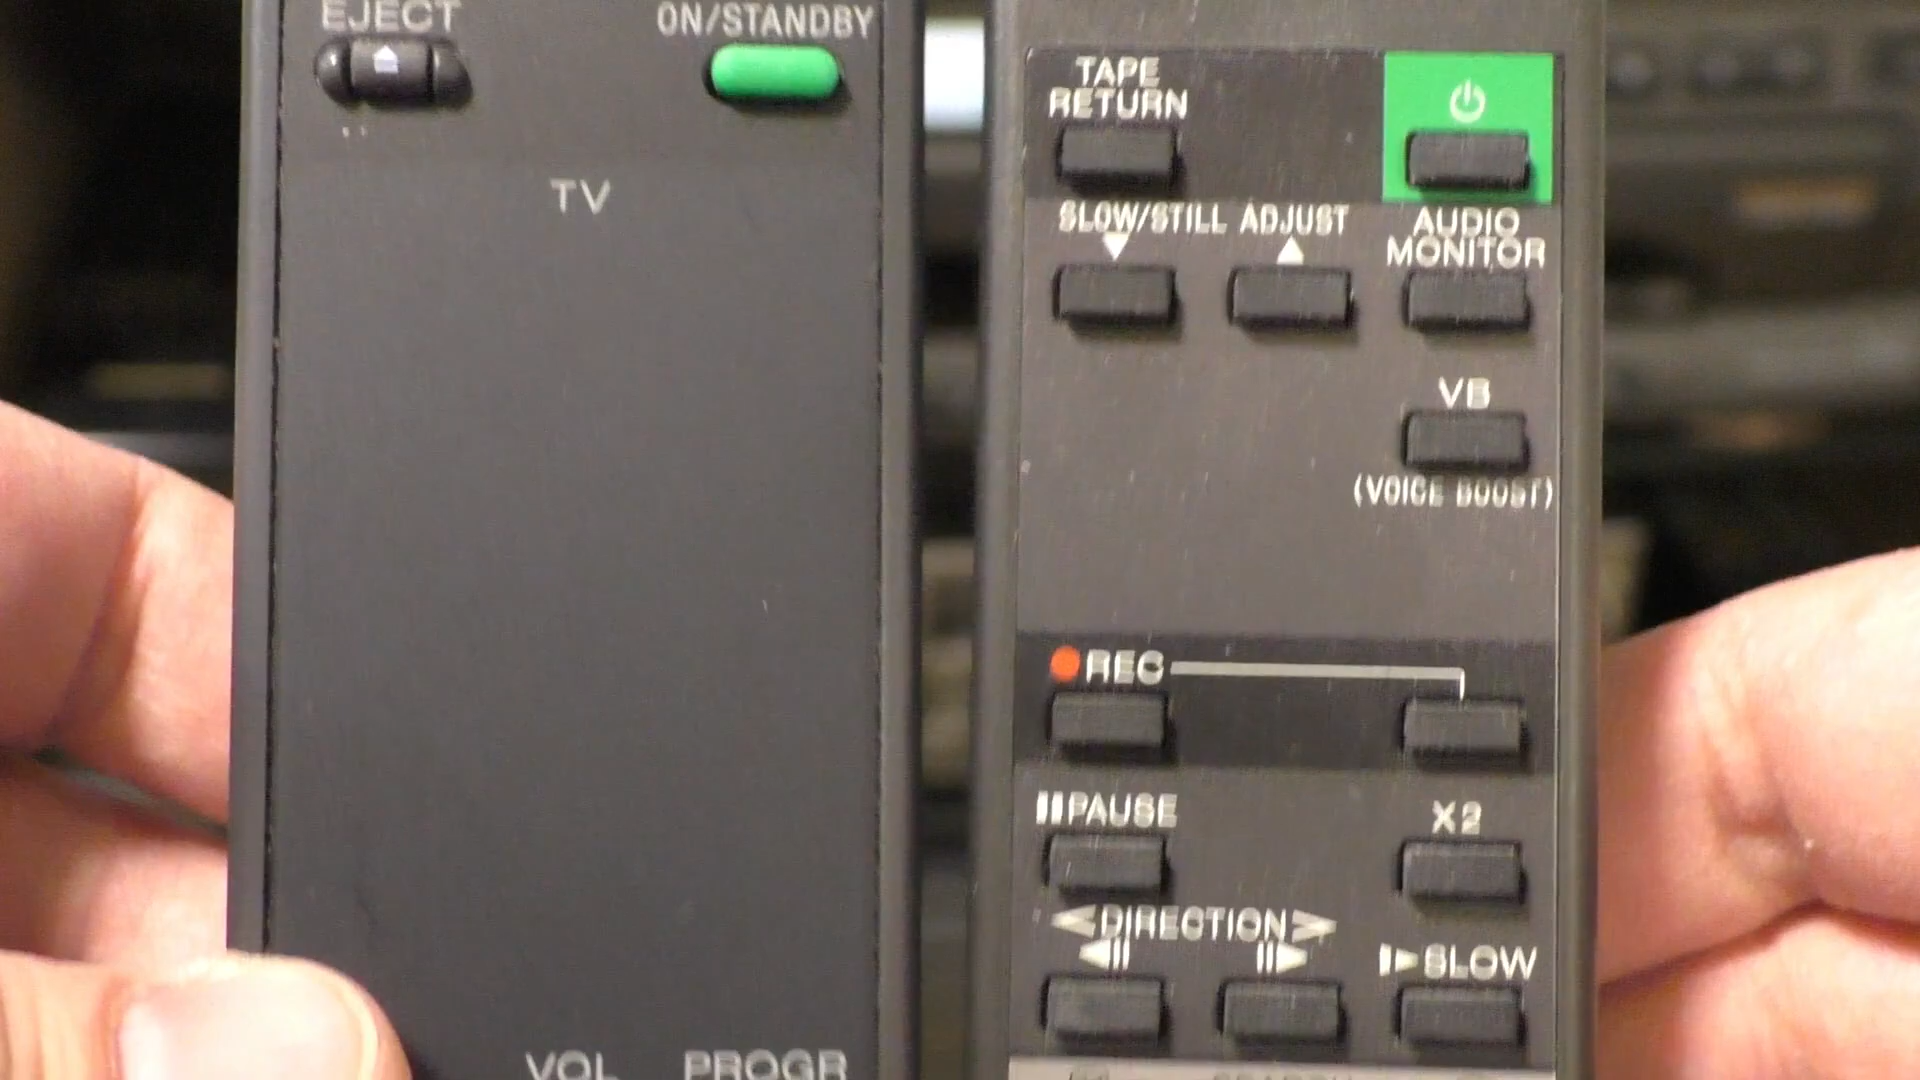 EJECT
ON/STANDBY
TV
VOL
PROGR
TAPE
RETURN
SLOW/STILL ADJUST
AUDIO
MONITOR
VB
(VOICE BOOST)
REC
PAUSE
X2
DIRECTION
SLOW